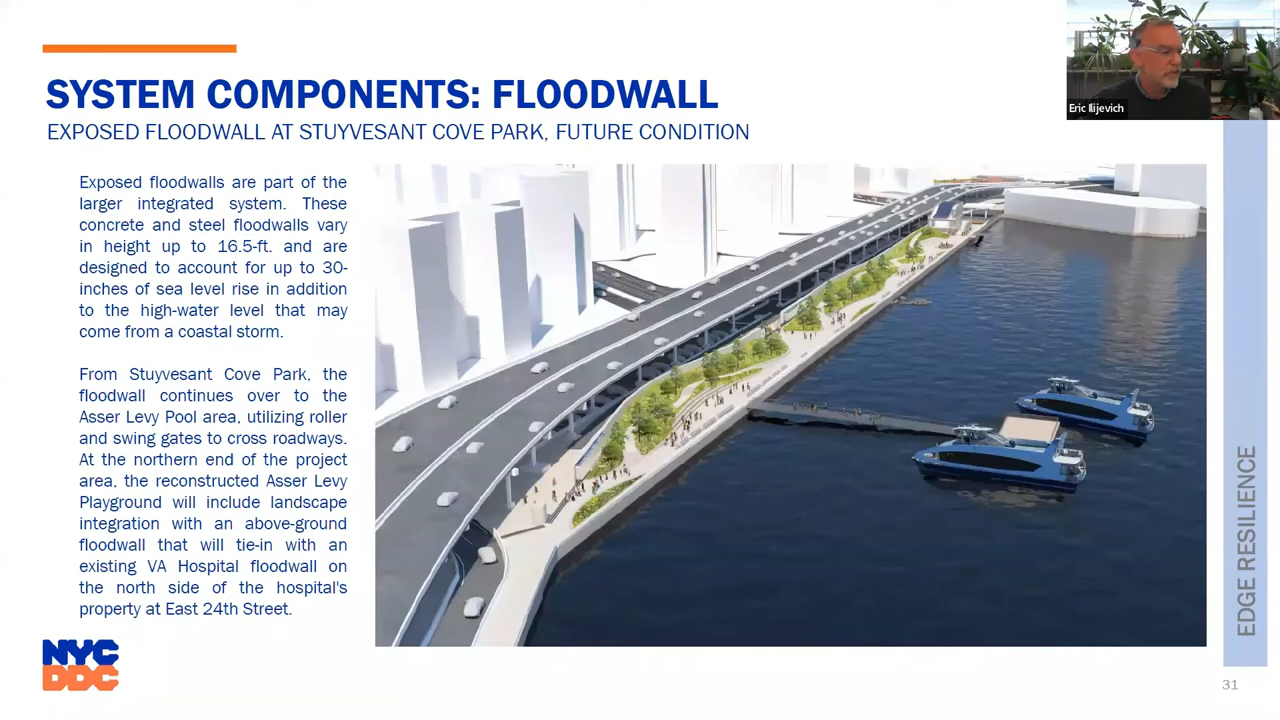 Eric Ilijevich
SYSTEM COMPONENTS: FLOODWALL
EXPOSED FLOODWALL AT STUYVESANT COVE PARK, FUTURE CONDITION
Exposed floodwalls are part of the
larger integrated system. These
concrete and steel floodwalls vary
in height up to 16.5-ft. and are
designed to account for up to 30-
inches of sea level rise in addition
to the high-water level that may
come from a coastal storm.
From Stuyvesant Cove Park, the
floodwall continues over to the
Asser Levy Pool area, utilizing roller
and swing gates to cross roadways.
At the northern end of the project
area, the reconstructed Asser Levy
Playground will include landscape
integration with an above-ground
floodwall that will tie-in with an
existing VA Hospital floodwall on
the north side of the hospital's
property at East 24th Street.
EDGE RESILIENCE
NYC
DDC
31